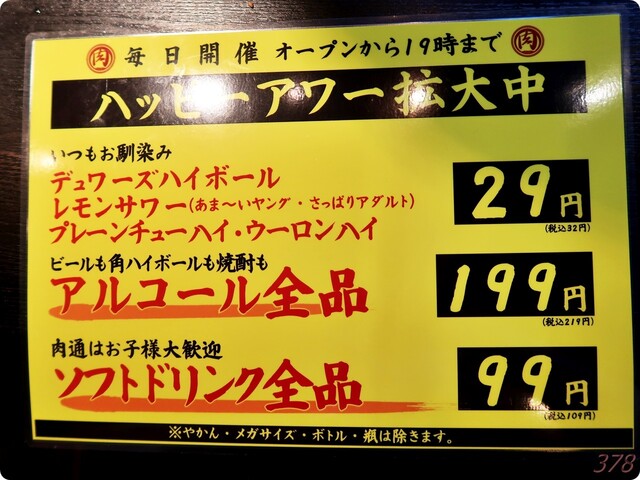 肉 毎日開催 オープンから19時まで 肉
ハッピーアワー拡大中
いつもお馴染み
デュワーズハイボール
レモンサワー(あま〜いヤング・さっぱりアダルト)
プレーンチューハイ・ウーロンハイ
29円
(税込32円)
ビールも角ハイボールも焼酎も
アルコール全品
199円
(税込219円)
肉通はお子様大歓迎
ソフトドリンク全品
99円
(税込109円)
※やかん・メガサイズ・ボトル・瓶は除きます。
378